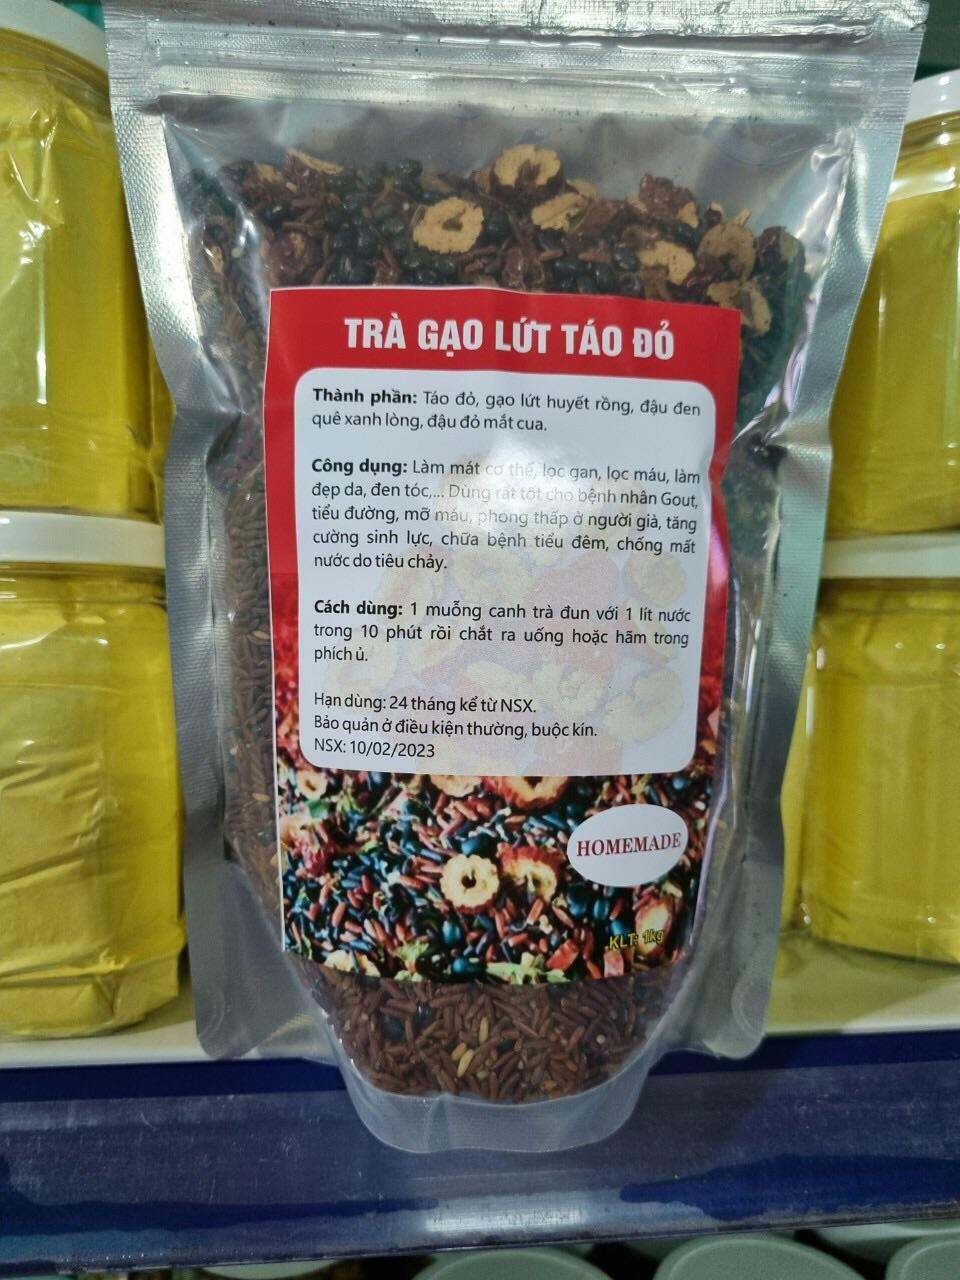 TRÀ GẠO LỨT TÁO ĐỎ
Thành phần: Táo đỏ, gạo lứt huyết rồng, đậu đen
quê xanh lòng, đậu đỏ mắt cua.
Công dụng: Làm mát cơ thể, lọc gan, lọc máu, làm
đẹp da, đen tóc,... Dùng rất tốt cho bệnh nhân Gout,
tiểu đường, mỡ máu, phong thấp ở người già, tăng
cường sinh lực, chữa bệnh tiểu đêm, chống mất
nước do tiêu chảy.
Cách dùng: 1 muỗng canh trà đun với 1 lít nước
trong 10 phút rồi chắt ra uống hoặc hãm trong
phích ủ.
Hạn dùng: 24 tháng kể từ NSX.
Bảo quản ở điều kiện thường, buộc kín.
NSX: 10/02/2023
HOMEMADE
KLT: 1kg